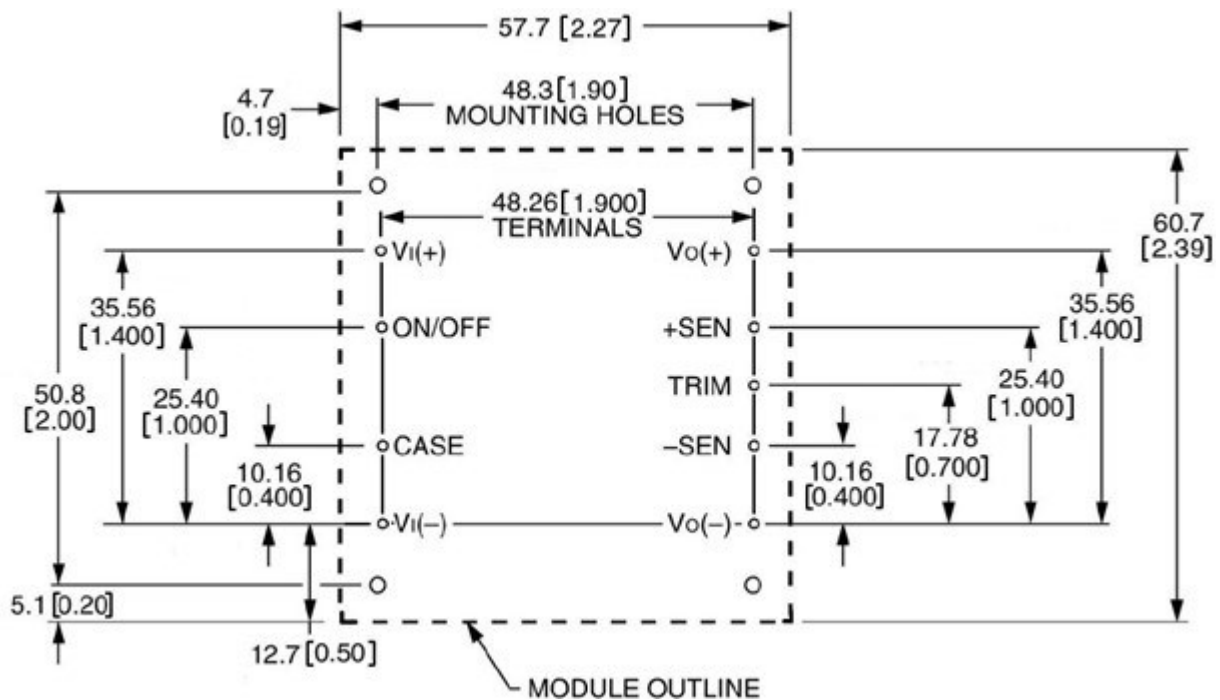 57.7 [2.27]
4.7
[0.19]
48.3[1.90]
MOUNTING HOLES
48.26[1.900]
TERMINALS
60.7
[2.39]
VI(+)
VO(+)
35.56
[1.400]
35.56
[1.400]
ON/OFF
+SEN
50.8
[2.00]
25.40
[1.000]
TRIM
25.40
[1.000]
CASE
–SEN
17.78
[0.700]
10.16
[0.400]
10.16
[0.400]
VI(–)
VO(–)
5.1[0.20]
12.7[0.50]
MODULE OUTLINE